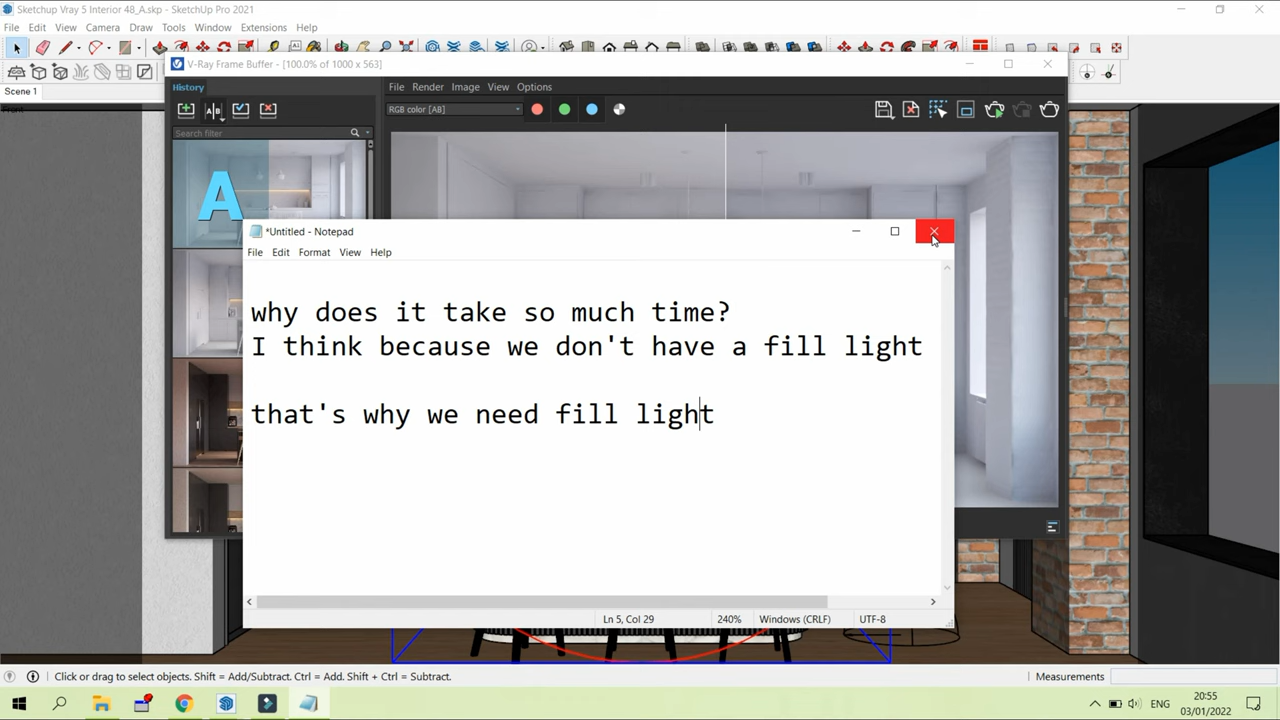 Sketchup Vray 5 Interior 48_A.skp - SketchUp Pro 2021
File Edit View Camera Draw Tools Window Extensions Help
V-Ray Frame Buffer - [100.0% of 1000 x 563]
Scene 1
History
File Render Image View Options
RGB color [AB]
Search filter
A
*Untitled - Notepad
File Edit Format View Help
why does it take so much time?
I think because we don't have a fill light
that's why we need fill light
Ln 5, Col 29 240% Windows (CRLF) UTF-8
Click or drag to select objects. Shift = Add/Subtract. Ctrl = Add. Shift + Ctrl = Subtract.
Measurements
ENG
20:55
03/01/2022